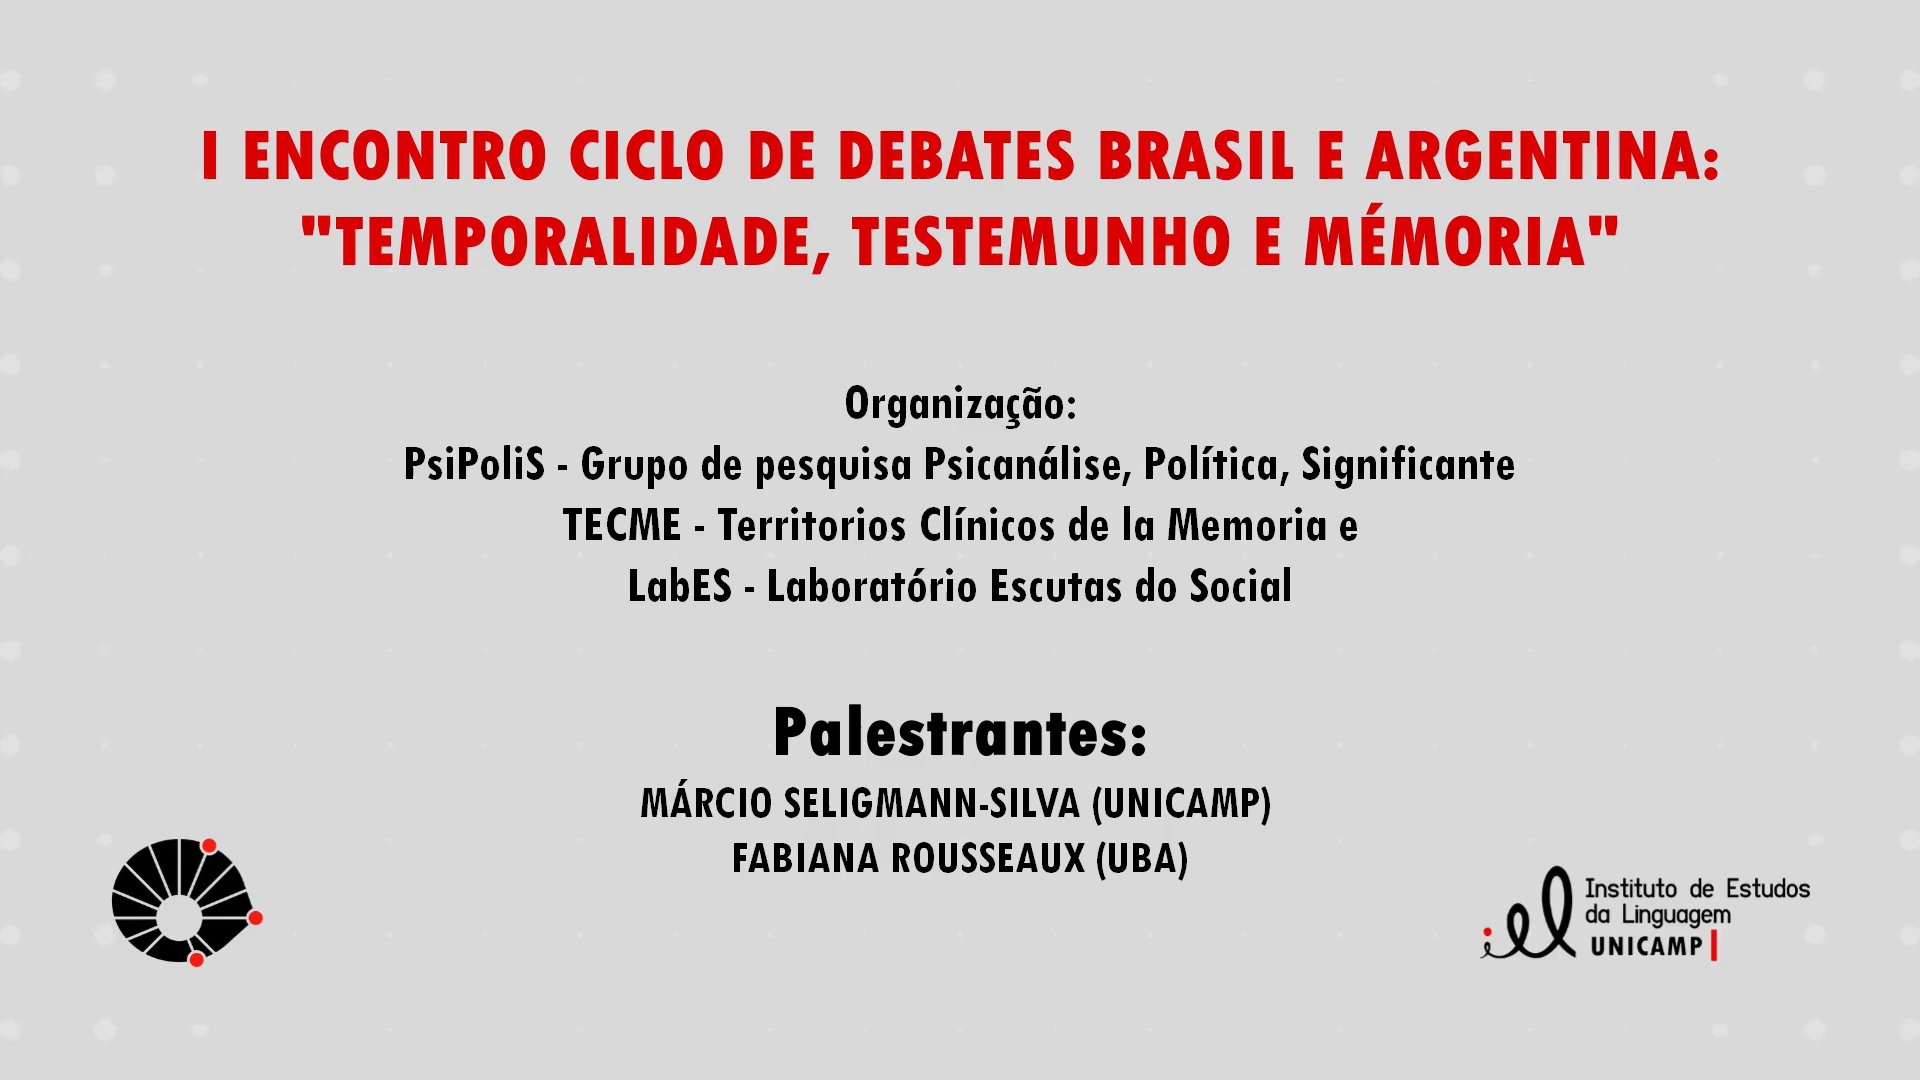 I ENCONTRO CICLO DE DEBATES BRASIL E ARGENTINA:
"TEMPORALIDADE, TESTEMUNHO E MÉMORIA"
Organização:
PsiPoliS - Grupo de pesquisa Psicanálise, Política, Significante
TECME - Territorios Clínicos de la Memoria e
LabES - Laboratório Escutas do Social
Palestrantes:
MÁRCIO SELIGMANN-SILVA (UNICAMP)
FABIANA ROUSSEAUX (UBA)
iel Instituto de Estudos
da Linguagem
UNICAMP